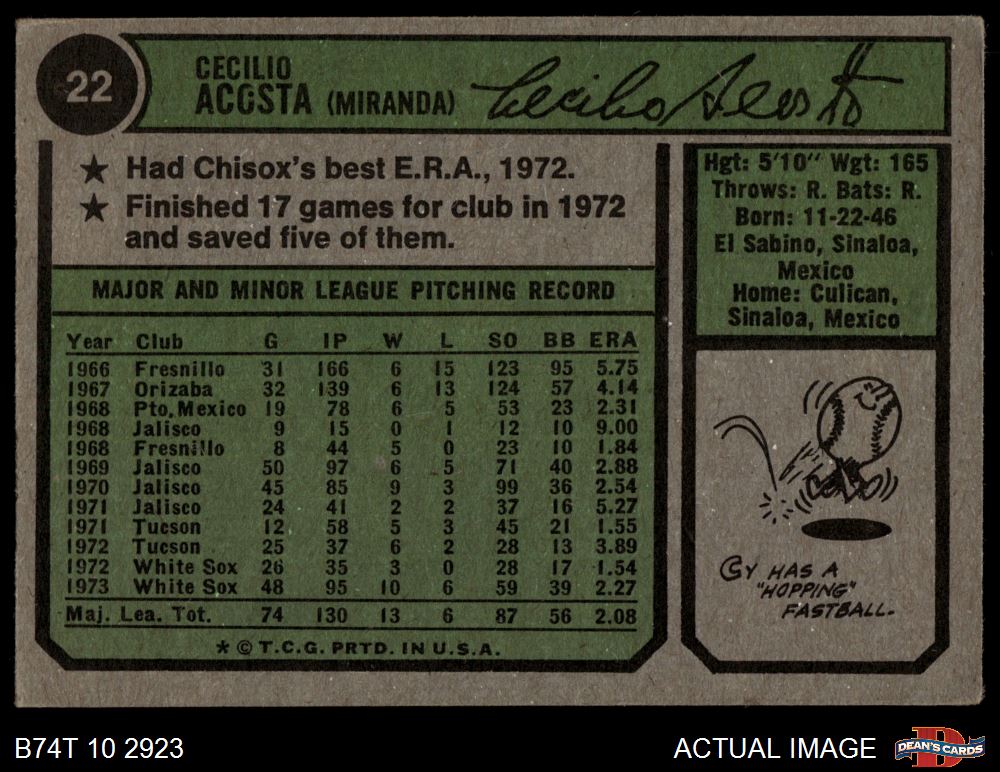 22
CECILIO
ACOSTA (MIRANDA)
Cecilio Acosta
★ Had Chisox's best E.R.A., 1972.
★ Finished 17 games for club in 1972
and saved five of them.
MAJOR AND MINOR LEAGUE PITCHING RECORD
Year Club G IP W L SO BB ERA
1966 Fresnillo 31 166 6 15 123 95 5.75
1967 Orizaba 32 139 6 13 124 57 4.14
1968 Pto. Mexico 19 78 6 5 53 23 2.31
1968 Jalisco 9 15 0 1 12 10 9.00
1968 Fresnillo 8 44 5 0 23 10 1.84
1969 Jalisco 50 97 6 5 71 40 2.88
1970 Jalisco 45 85 9 3 99 36 2.54
1971 Jalisco 24 41 2 2 37 16 5.27
1971 Tucson 12 58 5 3 45 21 1.55
1972 Tucson 25 37 6 2 28 13 3.89
1972 White Sox 26 35 3 0 28 17 1.54
1973 White Sox 48 95 10 6 59 39 2.27
Maj. Lea. Tot. 74 130 13 6 87 56 2.08
* © T.C.G. PRTD. IN U.S.A.
Hgt: 5'10" Wgt: 165
Throws: R. Bats: R.
Born: 11-22-46
El Sabino, Sinaloa,
Mexico
Home: Culican,
Sinaloa, Mexico
CY HAS A
"HOPPING"
FASTBALL.
B74T 10 2923
ACTUAL IMAGE
DEAN'S CARDS